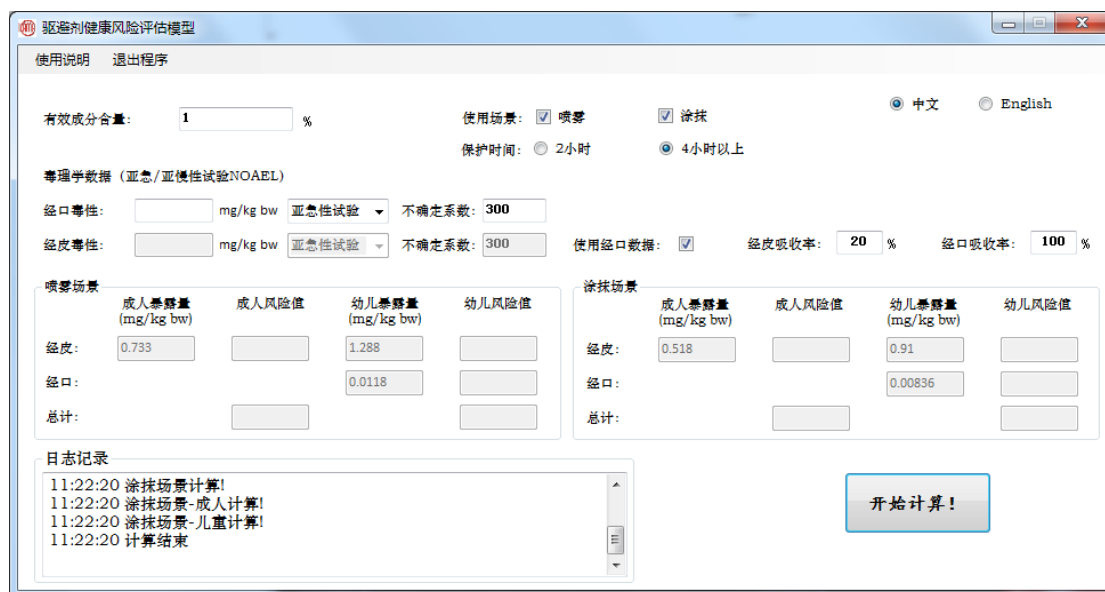 驱避剂健康风险评估模型
使用说明 退出程序
中文 English
有效成分含量: 1 % 使用场景: 喷雾 涂抹
保护时间: 2小时 4小时以上
毒理学数据（亚急/亚慢性试验NOAEL）
经口毒性: mg/kg bw 亚急性试验 不确定系数: 300
经皮毒性: mg/kg bw 亚急性试验 不确定系数: 300 使用经口数据: 经皮吸收率: 20 % 经口吸收率: 100 %
喷雾场景
成人暴露量 成人风险值 幼儿暴露量 幼儿风险值
(mg/kg bw) (mg/kg bw)
经皮: 0.733 1.288
经口: 0.0118
总计:
涂抹场景
成人暴露量 成人风险值 幼儿暴露量 幼儿风险值
(mg/kg bw) (mg/kg bw)
经皮: 0.518 0.91
经口: 0.00836
总计:
日志记录
11:22:20 涂抹场景计算!
11:22:20 涂抹场景-成人计算!
11:22:20 涂抹场景-儿童计算!
11:22:20 计算结束
开始计算!